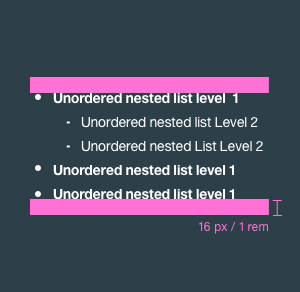 • Unordered nested list level  1
- Unordered nested list Level 2
- Unordered nested List Level 2
• Unordered nested list level 1
• Unordered nested list level 1
16 px / 1 rem